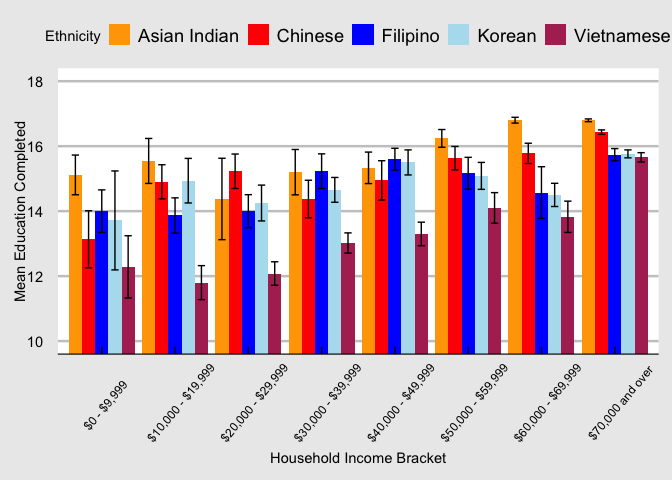 Ethnicity Asian Indian Chinese Filipino Korean Vietnamese
Mean Education Completed
18
16
14
12
10
$0 - $9,999
$10,000 - $19,999
$20,000 - $29,999
$30,000 - $39,999
$40,000 - $49,999
$50,000 - $59,999
$60,000 - $69,999
$70,000 and over
Household Income Bracket